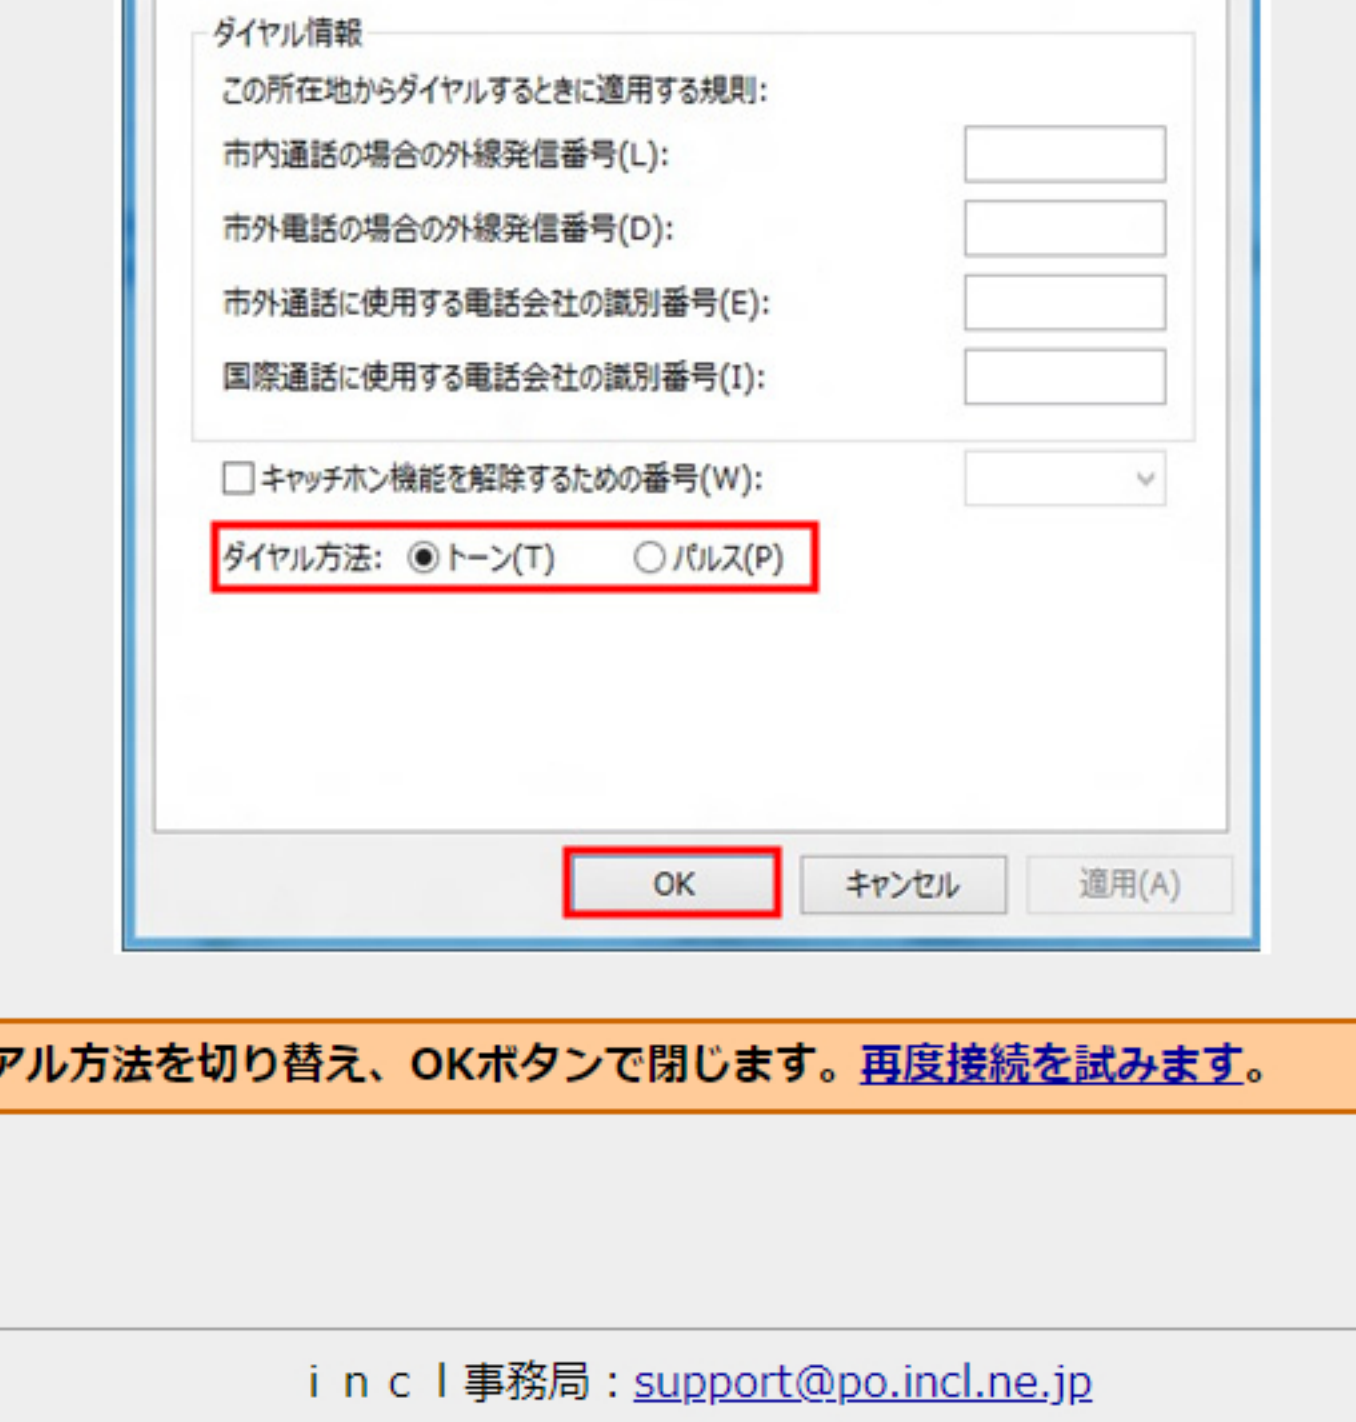 ダイヤル情報
この所在地からダイヤルするときに適用する規則:
市内通話の場合の外線発信番号(L):
市外電話の場合の外線発信番号(D):
市外通話に使用する電話会社の識別番号(E):
国際通話に使用する電話会社の識別番号(I):
キャッチホン機能を解除するための番号(W):
ダイヤル方法: トーン(T) パルス(P)
OK キャンセル 適用(A)
アル方法を切り替え、OKボタンで閉じます。再度接続を試みます。
ｉｎｃｌ事務局：support@po.incl.ne.jp